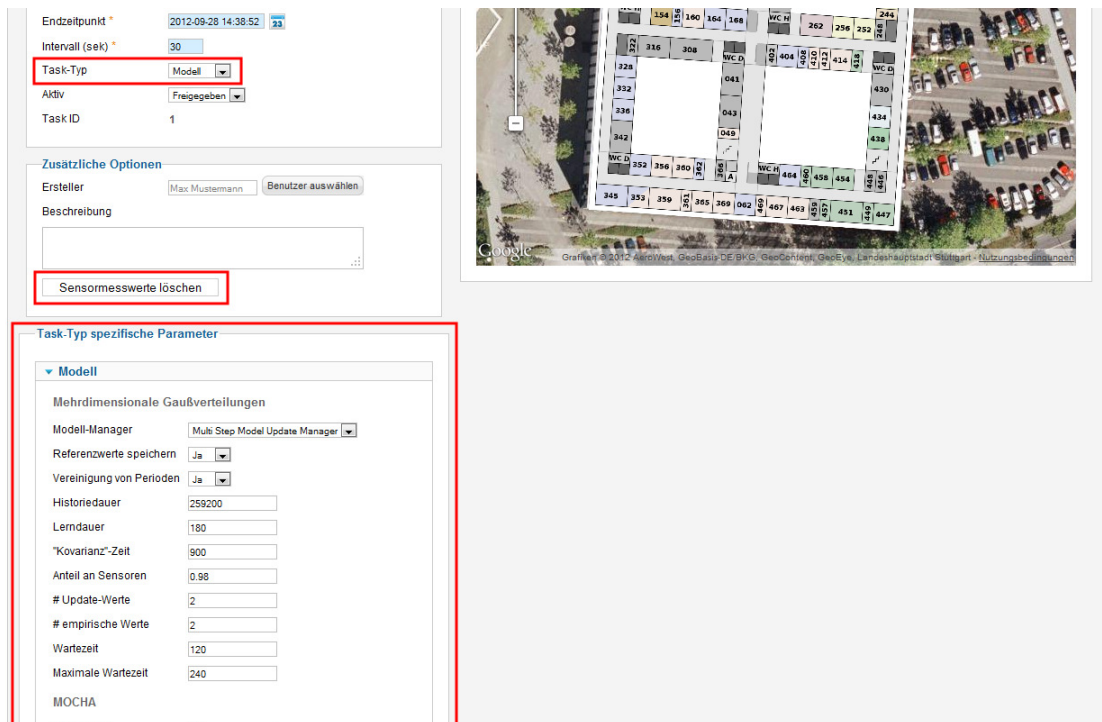 Endzeitpunkt * 2012-09-28 14:38:52 23
Intervall (sek) * 30
Task-Typ Modell
Aktiv Freigegeben
Task ID 1
Zusätzliche Optionen
Ersteller Max Mustermann Benutzer auswählen
Beschreibung
Sensormesswerte löschen
Task-Typ spezifische Parameter
Modell
Mehrdimensionale Gaußverteilungen
Modell-Manager Multi Step Model Update Manager
Referenzwerte speichern Ja
Vereinigung von Perioden Ja
Historiedauer 259200
Lerndauer 180
"Kovarianz"-Zeit 900
Anteil an Sensoren 0.98
# Update-Werte 2
# empirische Werte 2
Wartezeit 120
Maximale Wartezeit 240
MOCHA
WC H 154 156 160 164 168 WC H 262 256 252 248 244
322 316 308 WC D 402 404 408 410 412 414 418 WC D
328 041 430
332
336 043 434
342 049 438
WC D 352 356 360 362 366 A WC H 464 460 458 454 448 446
345 353 359 361 365 369 062 469 467 463 459 457 451 449 447
Google
Grafiken © 2012 AeroWest, GeoBasis-DE/BKG, GeoContent, GeoEye, Landeshauptstadt Stuttgart - Nutzungsbedingungen